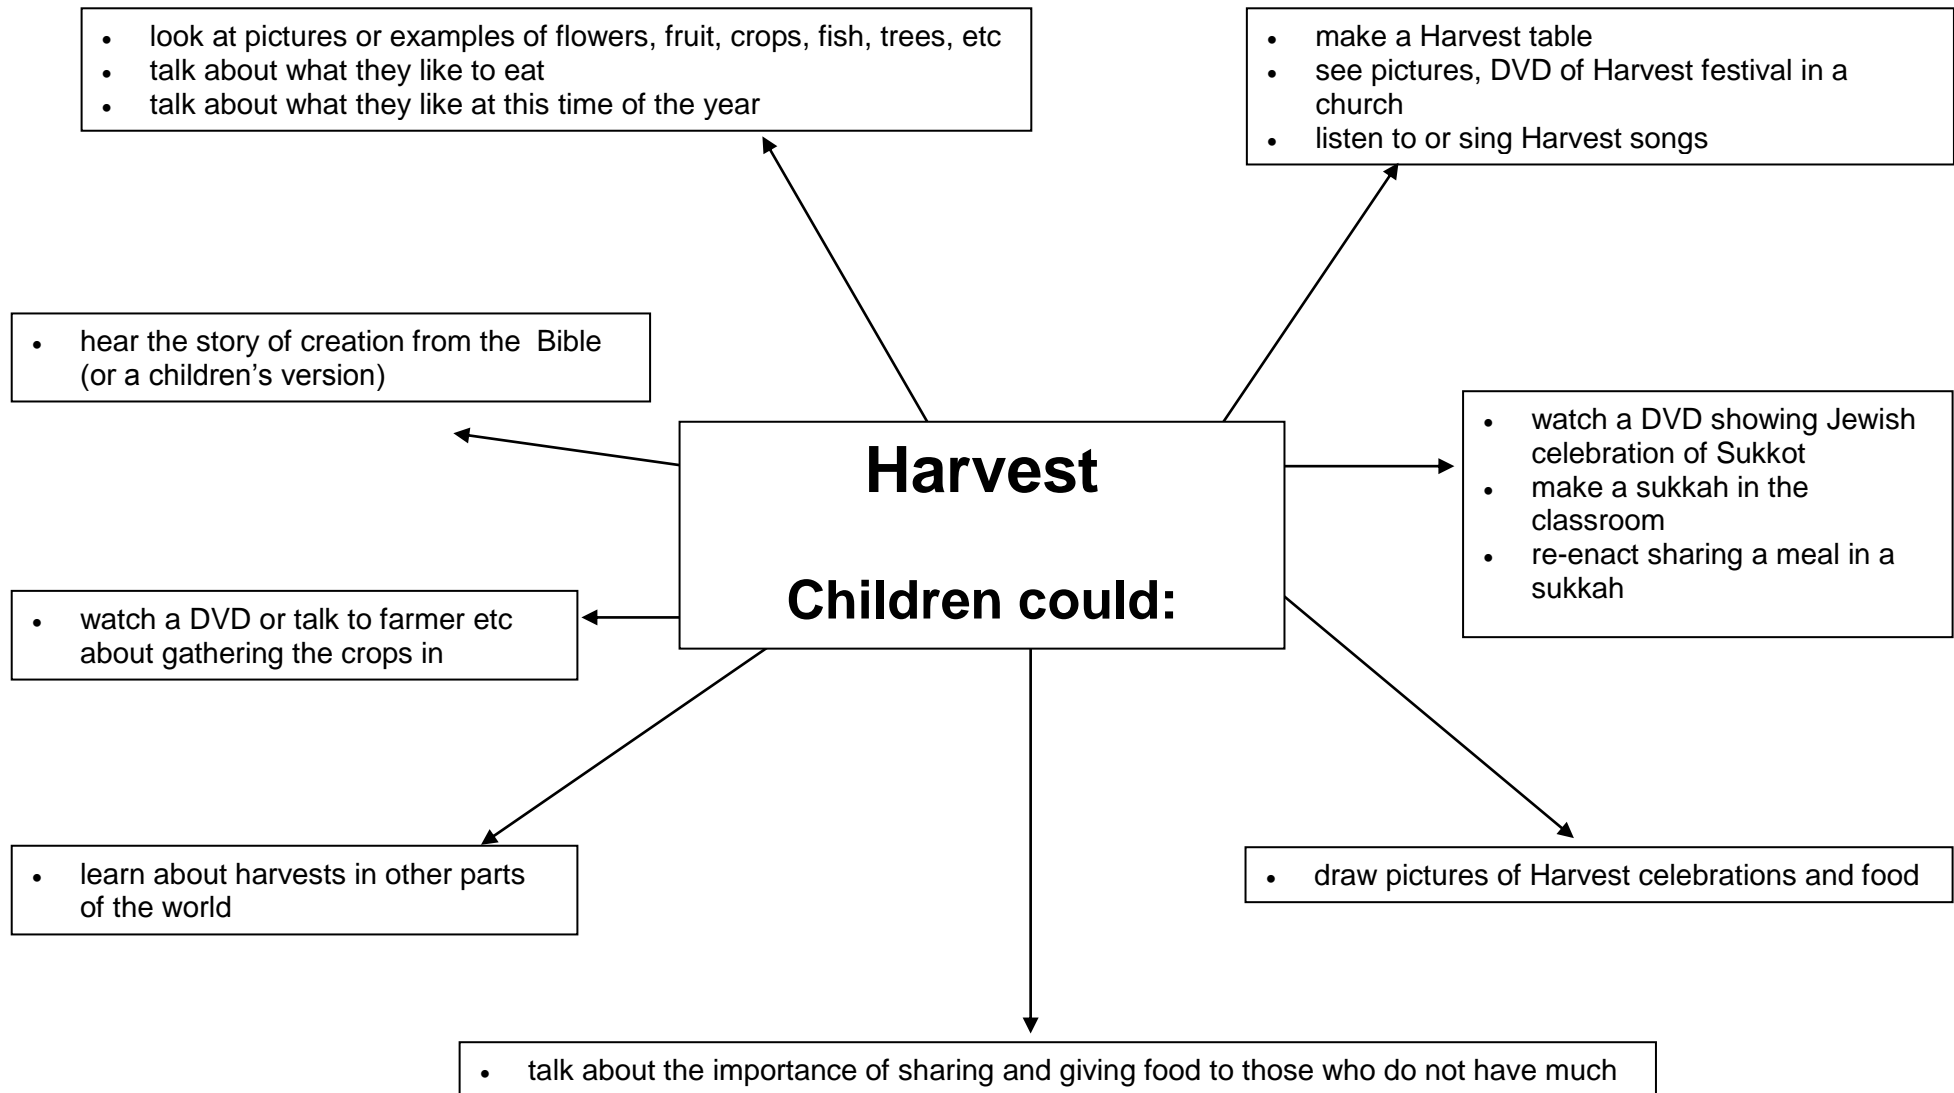 • look at pictures or examples of flowers, fruit, crops, fish, trees, etc
• talk about what they like to eat
• talk about what they like at this time of the year
• make a Harvest table
• see pictures, DVD of Harvest festival in a
church
• listen to or sing Harvest songs
• hear the story of creation from the  Bible
(or a children’s version)
Harvest
Children could:
• watch a DVD showing Jewish
celebration of Sukkot
• make a sukkah in the
classroom
• re-enact sharing a meal in a
sukkah
• watch a DVD or talk to farmer etc
about gathering the crops in
• learn about harvests in other parts
of the world
• draw pictures of Harvest celebrations and food
• talk about the importance of sharing and giving food to those who do not have much